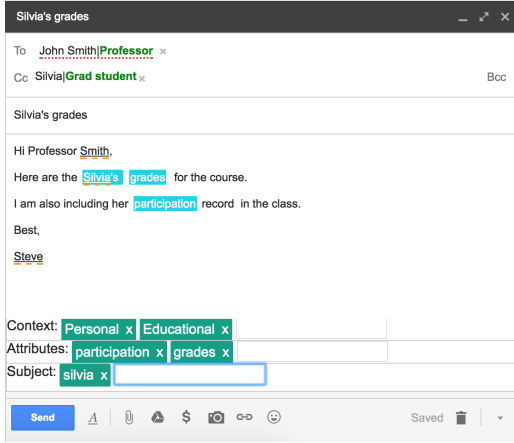 Silvia's grades
To John Smith|Professor x
Cc Silvia|Grad student x Bcc
Silvia's grades
Hi Professor Smith,
Here are the Silvia's grades for the course.
I am also including her participation record in the class.
Best,
Steve
Context: Personal x Educational x
Attributes: participation x grades x
Subject: silvia x
Send A $ Saved